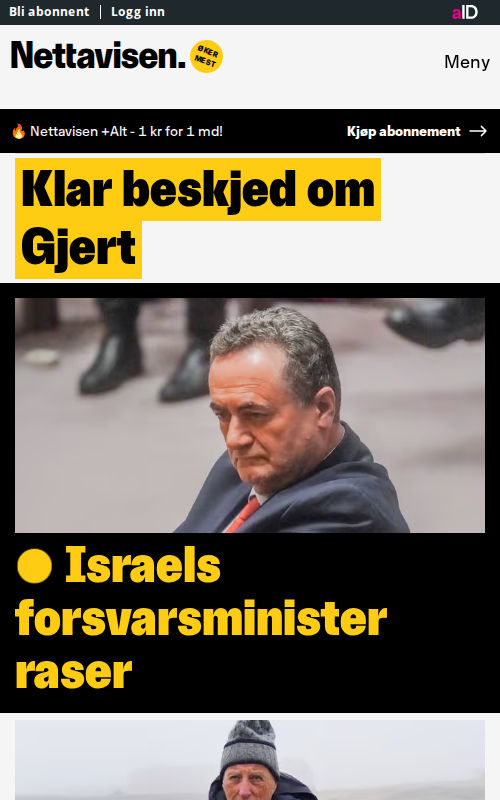 Bli abonnent
Logg inn
aID
Nettavisen.
ØKER
MEST
Meny
🔥 Nettavisen +Alt - 1 kr for 1 md!
Kjøp abonnement →
Klar beskjed om
Gjert
Israels
forsvarsminister
raser